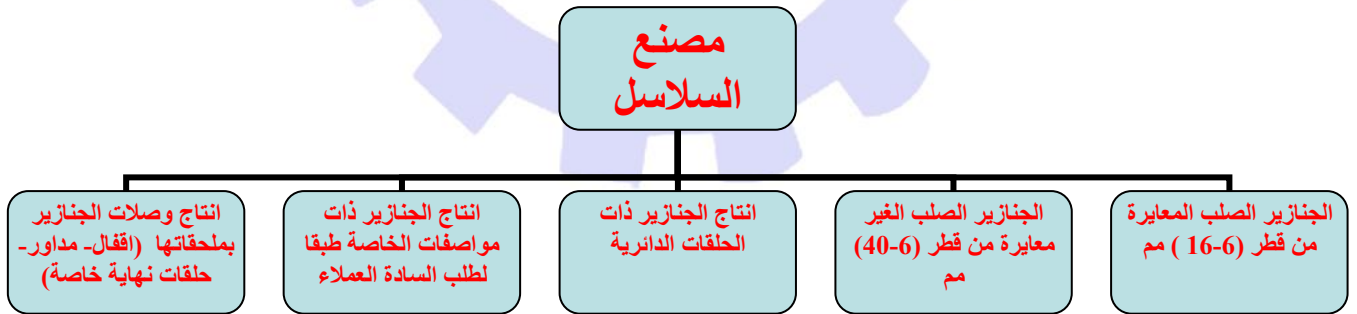 مصنع
السلاسل
الجنازير الصلب المعايرة
من قطر (6-16 ) مم
الجنازير الصلب الغير
معايرة من قطر (6-40)
مم
انتاج الجنازير ذات
الحلقات الدائرية
انتاج الجنازير ذات
مواصفات الخاصة طبقا
لطلب السادة العملاء
انتاج وصلات الجنازير
بملحقاتها (اقفال- مداور-
حلقات نهاية خاصة)